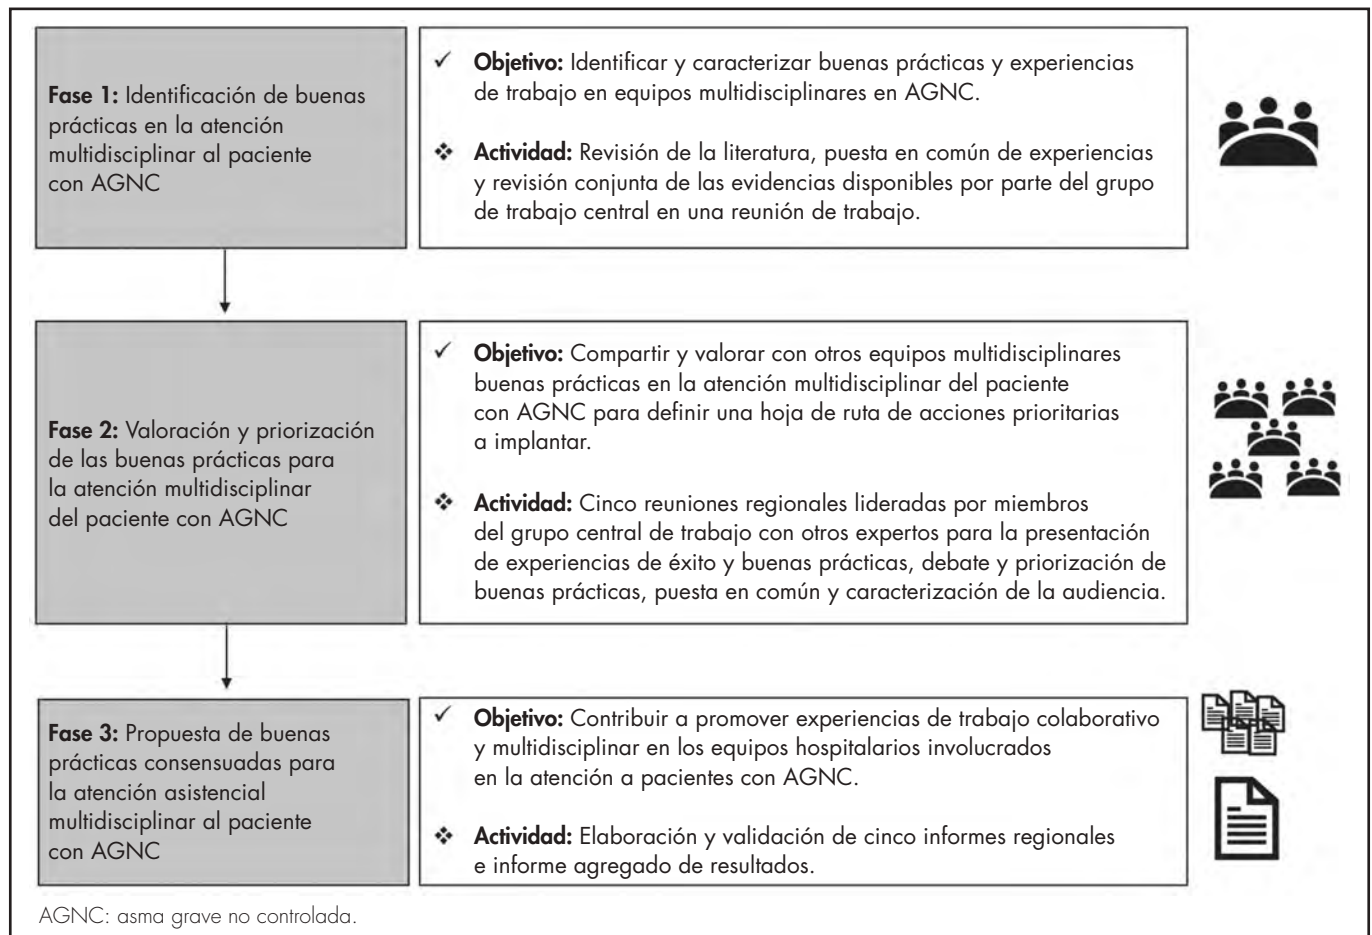 Fase 1: Identificación de buenas
prácticas en la atención
multidisciplinar al paciente
con AGNC
✓ Objetivo: Identificar y caracterizar buenas prácticas y experiencias
de trabajo en equipos multidisciplinares en AGNC.
❖ Actividad: Revisión de la literatura, puesta en común de experiencias
y revisión conjunta de las evidencias disponibles por parte del grupo
de trabajo central en una reunión de trabajo.
Fase 2: Valoración y priorización
de las buenas prácticas para
la atención multidisciplinar
del paciente con AGNC
✓ Objetivo: Compartir y valorar con otros equipos multidisciplinares
buenas prácticas en la atención multidisciplinar del paciente
con AGNC para definir una hoja de ruta de acciones prioritarias
a implantar.
❖ Actividad: Cinco reuniones regionales lideradas por miembros
del grupo central de trabajo con otros expertos para la presentación
de experiencias de éxito y buenas prácticas, debate y priorización de
buenas prácticas, puesta en común y caracterización de la audiencia.
Fase 3: Propuesta de buenas
prácticas consensuadas para
la atención asistencial
multidisciplinar al paciente
con AGNC
✓ Objetivo: Contribuir a promover experiencias de trabajo colaborativo
y multidisciplinar en los equipos hospitalarios involucrados
en la atención a pacientes con AGNC.
❖ Actividad: Elaboración y validación de cinco informes regionales
e informe agregado de resultados.
AGNC: asma grave no controlada.